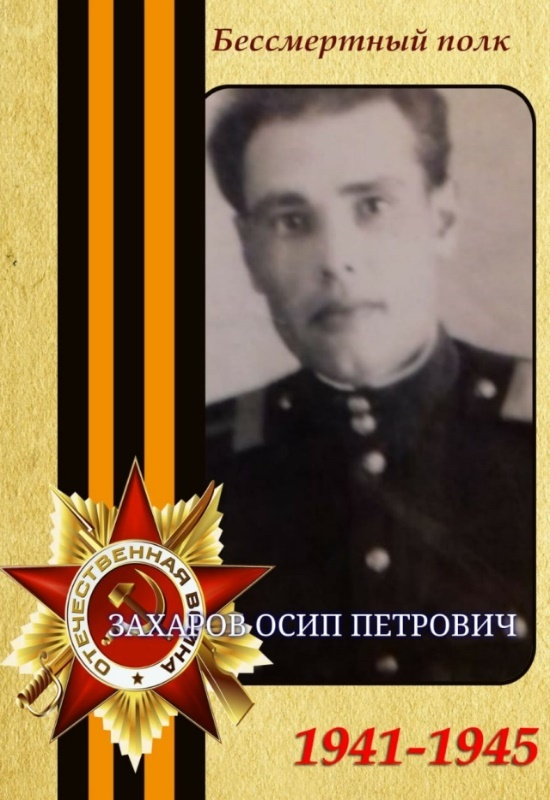 Бессмертный полк
ОТЕЧЕСТВЕННАЯ ВОЙНА
ЗАХАРОВ ОСИП ПЕТРОВИЧ
1941-1945